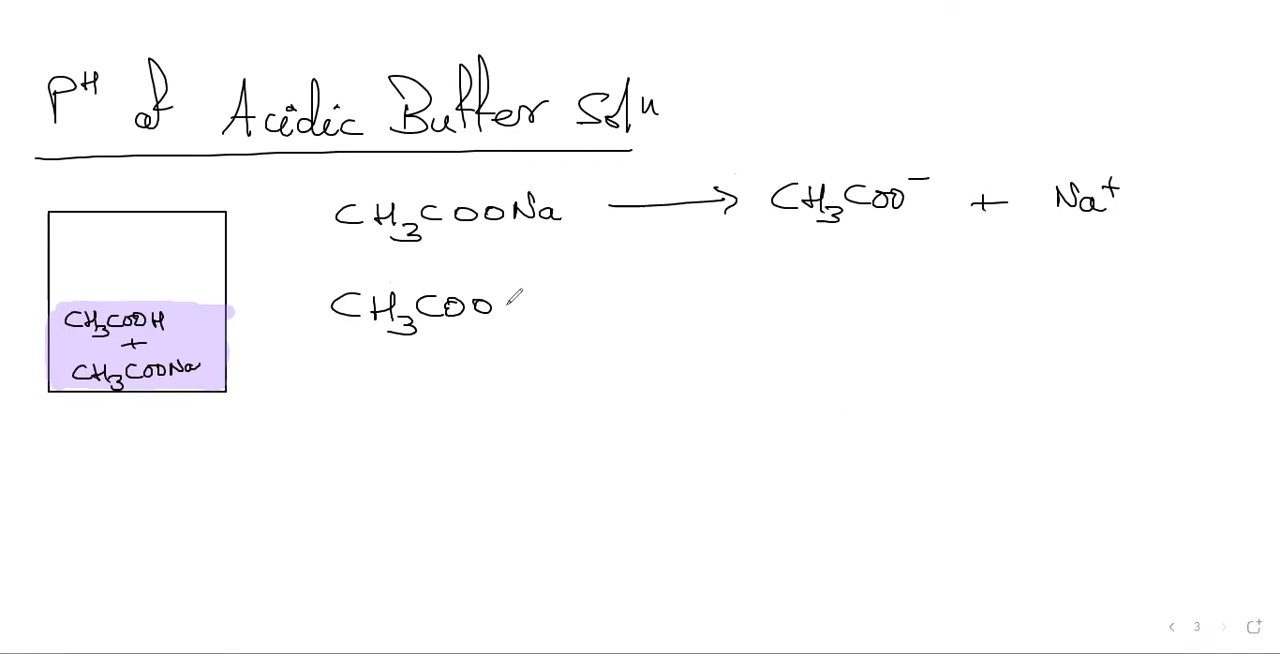 pH of Acidic Buffer Soln
CH₃COONa ⟶ CH₃COO⁻ + Na⁺
CH₃COO
CH₃COOH
+
CH₃COONa
3